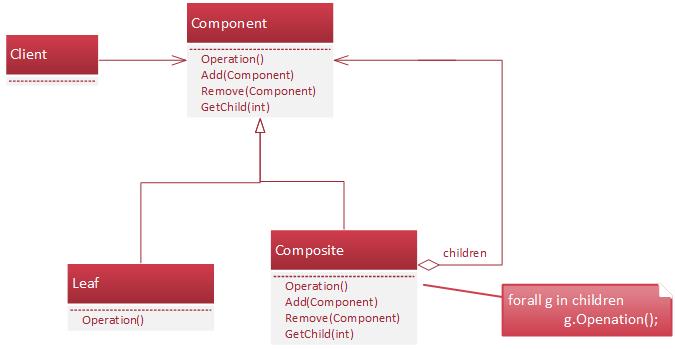 Component
Client
Operation()
Add(Component)
Remove(Component)
GetChild(int)
Composite
children
Leaf
Operation()
Operation()
Add(Component)
Remove(Component)
GetChild(int)
forall g in children
g.Openation();